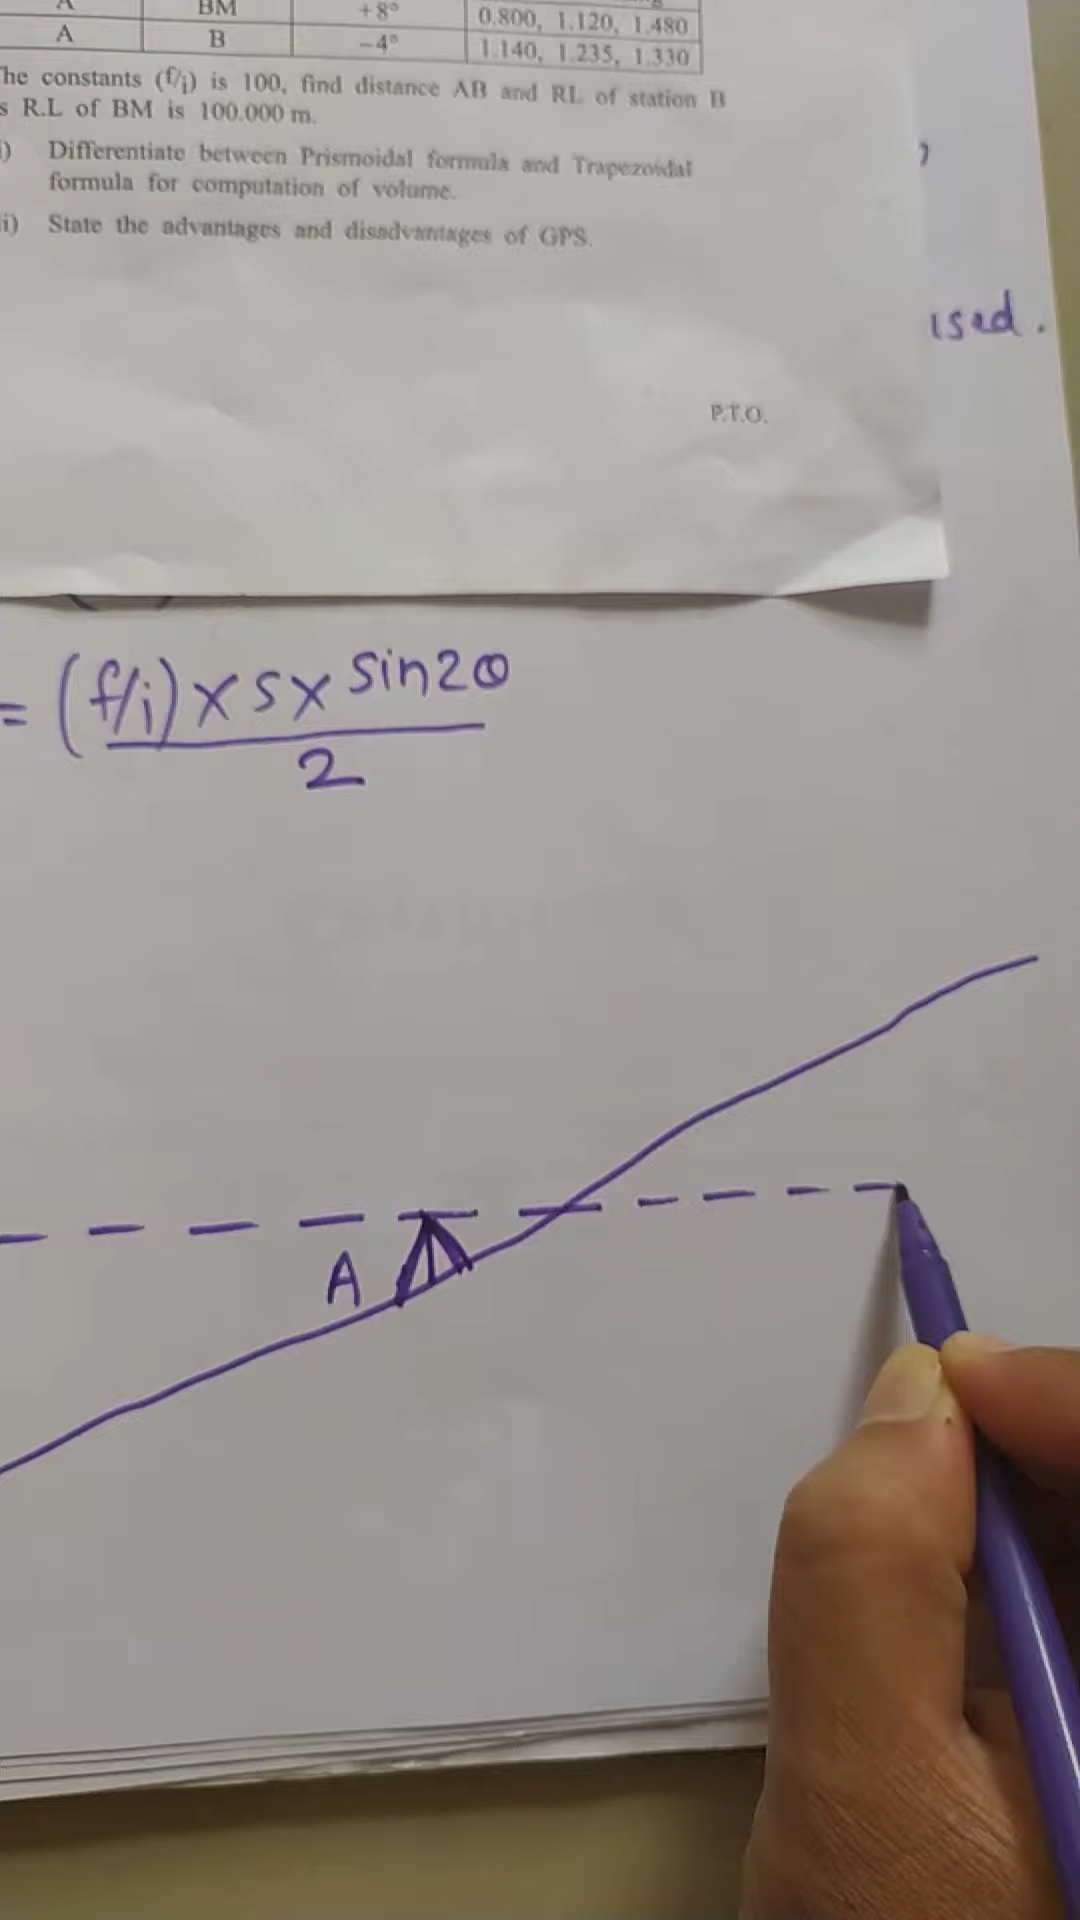 A BM +8° 0.800, 1.120, 1.480
A B −4° 1.140, 1.235, 1.330
he constants (f/i) is 100, find distance AB and RL of station B
s R.L of BM is 100.000 m.
i) Differentiate between Prismoidal formula and Trapezoidal
formula for computation of volume.
ii) State the advantages and disadvantages of GPS.
,
ised.
P.T.O.
= (f/i) × S × sin2θ
2
A